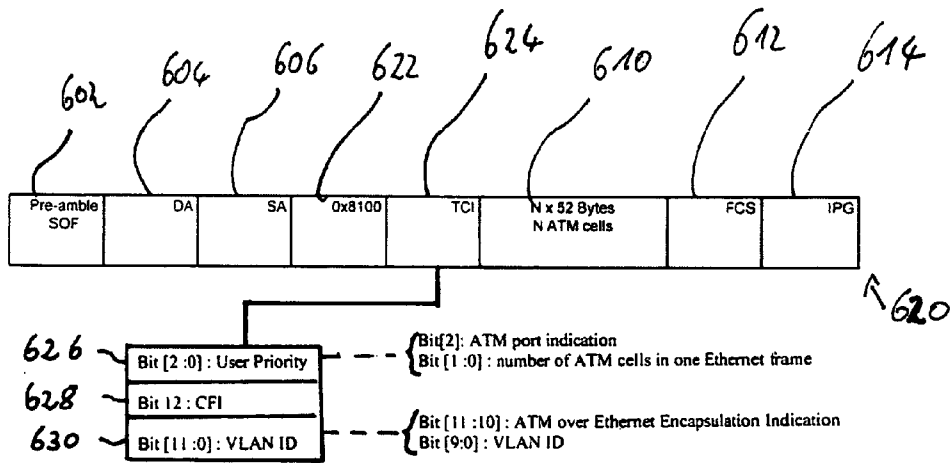 602 604 606 622 624 610 612 614
Pre-amble DA SA 0x8100 TCI N x 52 Bytes FCS IPG
SOF N ATM cells
620
626 Bit [2 :0] : User Priority Bit[2]: ATM port indication
Bit [1 :0] : number of ATM cells in one Ethernet frame
628 Bit 12 : CFI
630 Bit [11 :0] : VLAN ID Bit [11 :10] : ATM over Ethernet Encapsulation Indication
Bit [9:0] : VLAN ID